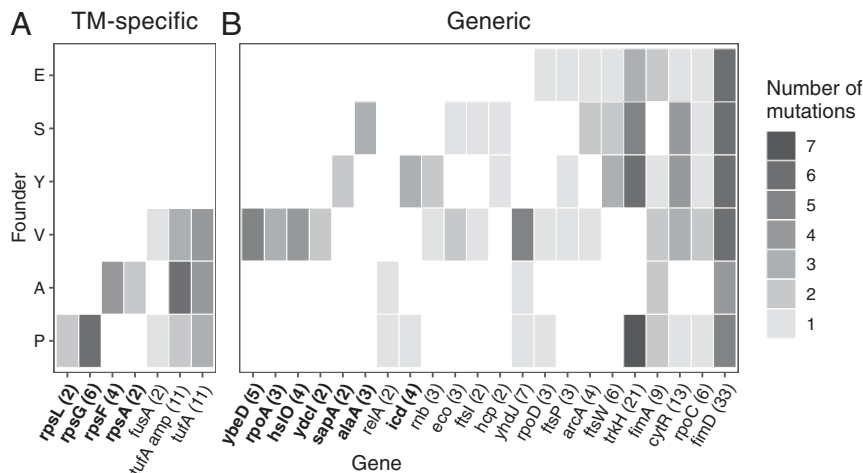 A
TM-specific
B
Generic
Founder
E
S
Y
V
A
P
rpsL (2)
rpsG (6)
rpsF (4)
rpsA (2)
fusA (2)
tufA amp (11)
tufA (11)
ybeD (5)
rpoA (3)
hslO (4)
ydcI (2)
sapA (2)
alaA (3)
relA (2)
icd (4)
rnb (3)
eco (3)
ftsI (2)
hcp (2)
yhdJ (7)
rpoD (3)
ftsP (3)
arcA (4)
ftsW (6)
trkH (21)
fimA (9)
cytR (13)
rpoC (6)
fimD (33)
Gene
Number of
mutations
7
6
5
4
3
2
1